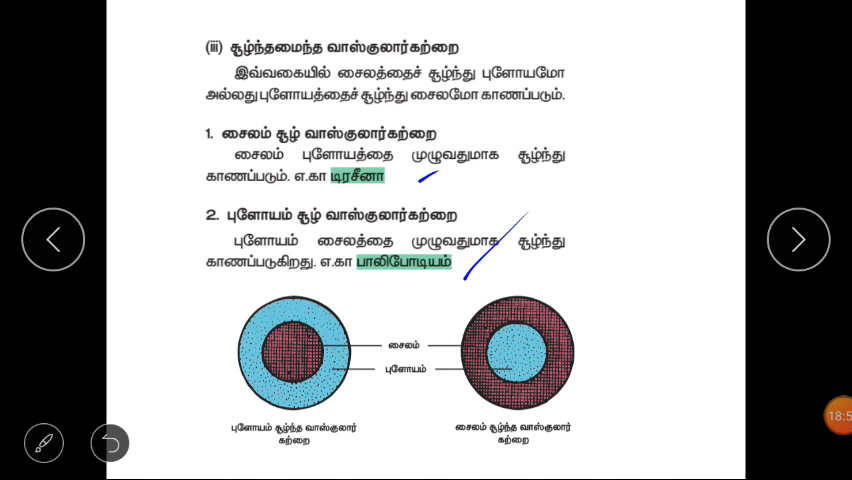 (iii) சூழ்ந்தமைந்த வாஸ்குலார்கற்றை
இவ்வகையில் சைலத்தைச் சூழ்ந்து புளோயமோ
அல்லது புளோயத்தைச் சூழ்ந்து சைலமோ காணப்படும்.
1. சைலம் சூழ் வாஸ்குலார்கற்றை
சைலம் புளோயத்தை முழுவதுமாக சூழ்ந்து
காணப்படும். எ.கா டிரசீனா
2. புளோயம் சூழ் வாஸ்குலார்கற்றை
புளோயம் சைலத்தை முழுவதுமாக சூழ்ந்து
காணப்படுகிறது. எ.கா பாலிபோடியம்
சைலம்
புளோயம்
புளோயம் சூழ்ந்த வாஸ்குலார்
கற்றை
சைலம் சூழ்ந்த வாஸ்குலார்
கற்றை